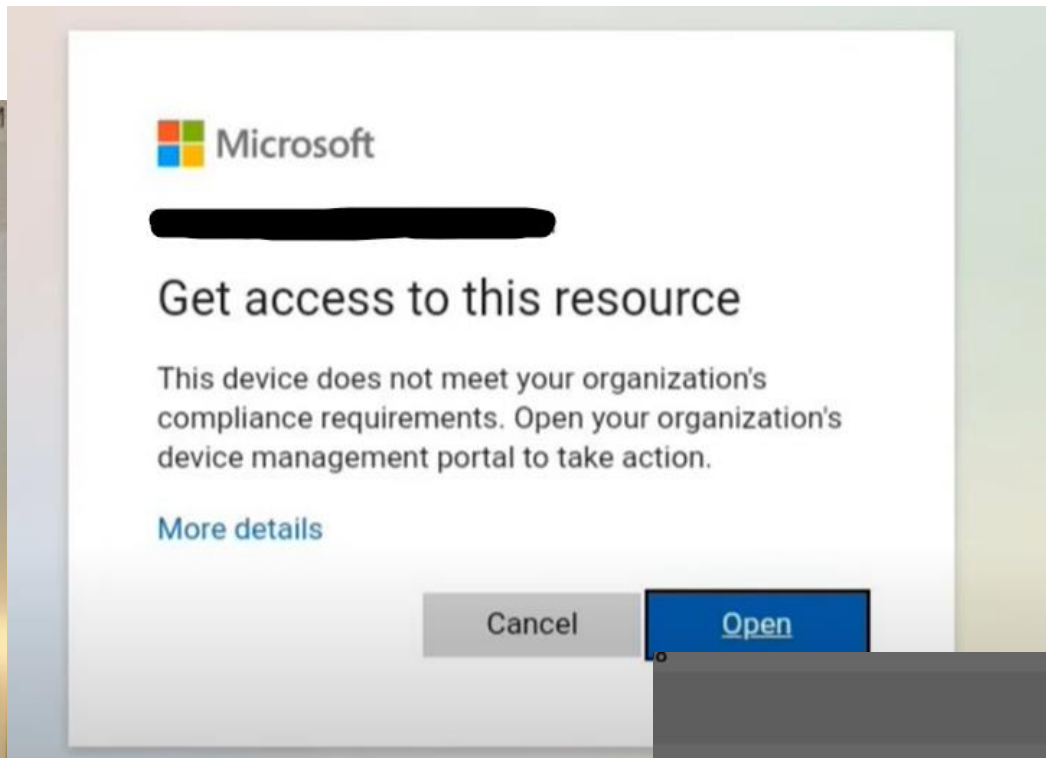 Microsoft
Get access to this resource
This device does not meet your organization's
compliance requirements. Open your organization's
device management portal to take action.
More details
Cancel
Open